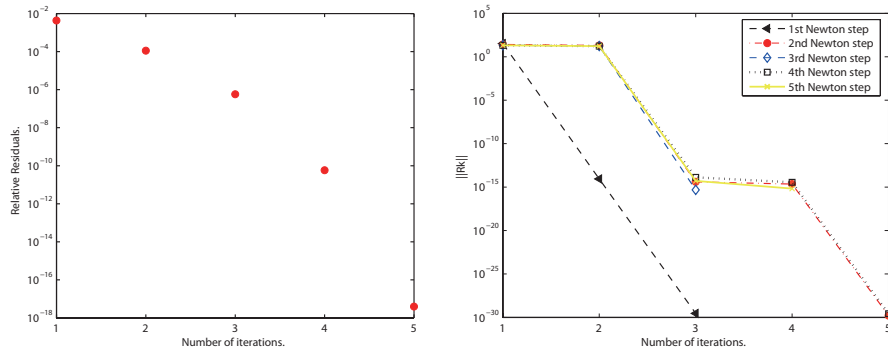 10^-2
10^-4
10^-6
10^-8
10^-10
10^-12
10^-14
10^-16
10^-18
Relative Residuals.
1 2 3 4 5
Number of iterations.
10^5
10^0
10^-5
10^-10
10^-15
10^-20
10^-25
10^-30
||Rk||
1st Newton step
2nd Newton step
3rd Newton step
4th Newton step
5th Newton step
1 2 3 4 5
Number of iterations.